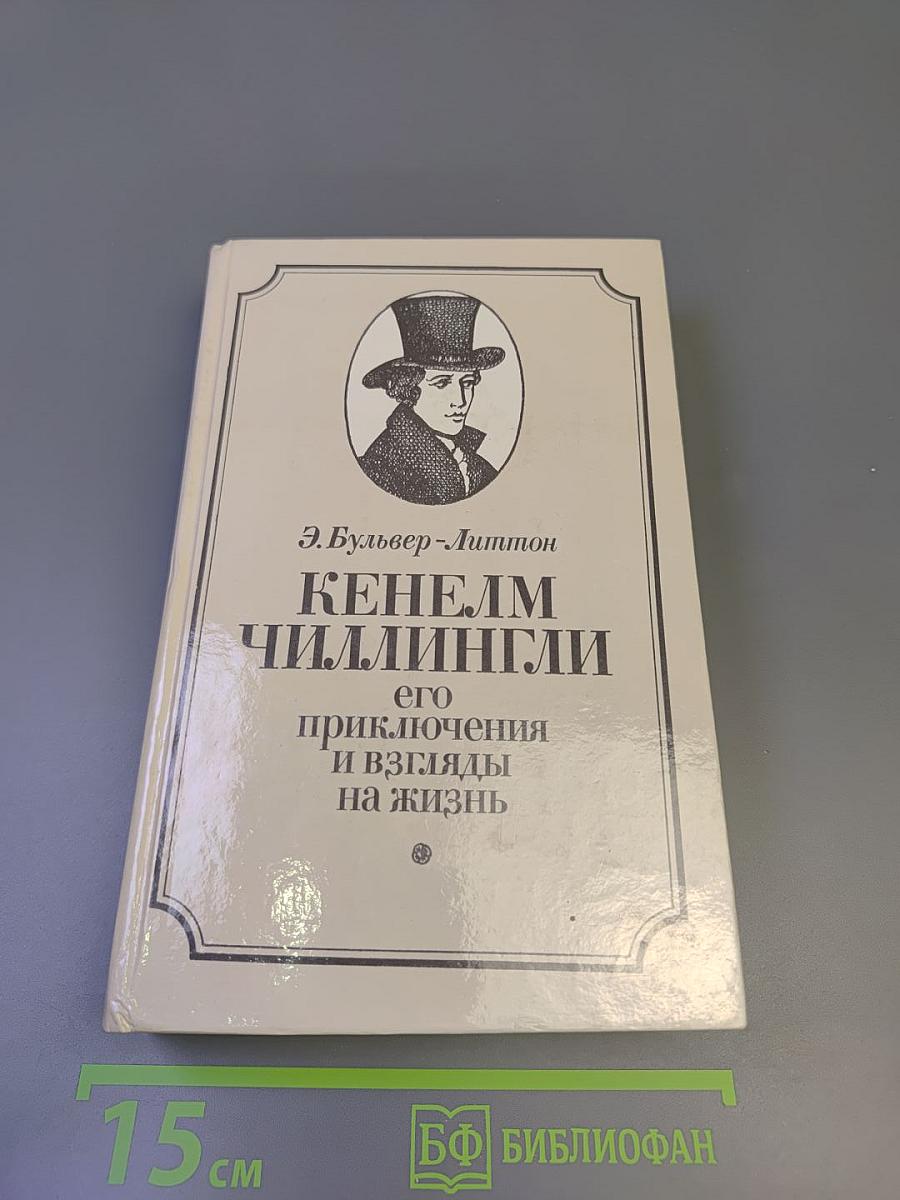 Э. Бульвер-Литтон
КЕНЕЛМ
ЧИЛЛИНГЛИ
его
приключения
и взгляды
на жизнь
15 см
БФ БИБЛИОФАН